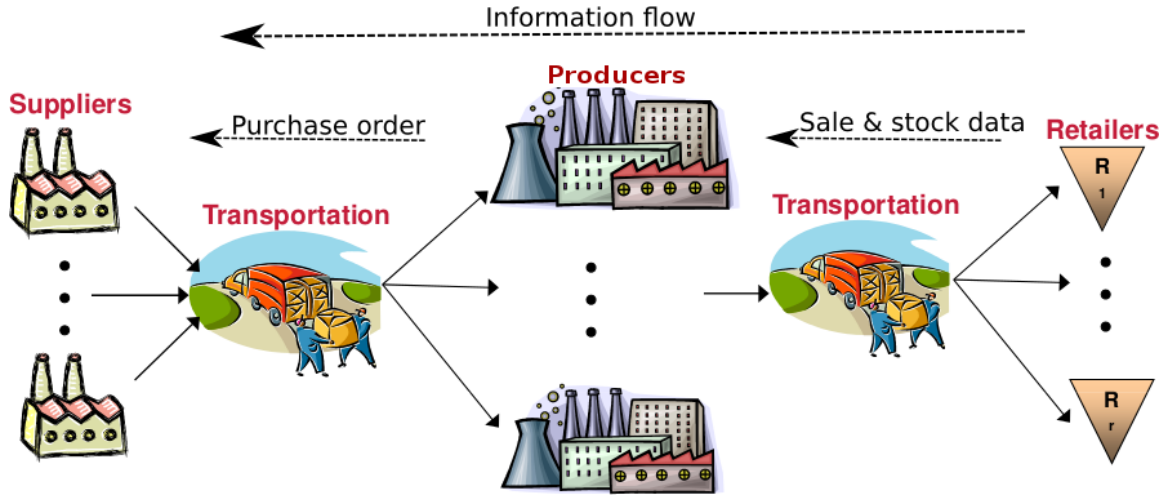 Information flow
Producers
Suppliers
Purchase order
Sale & stock data
Retailers
R
1
Transportation
Transportation
R
r